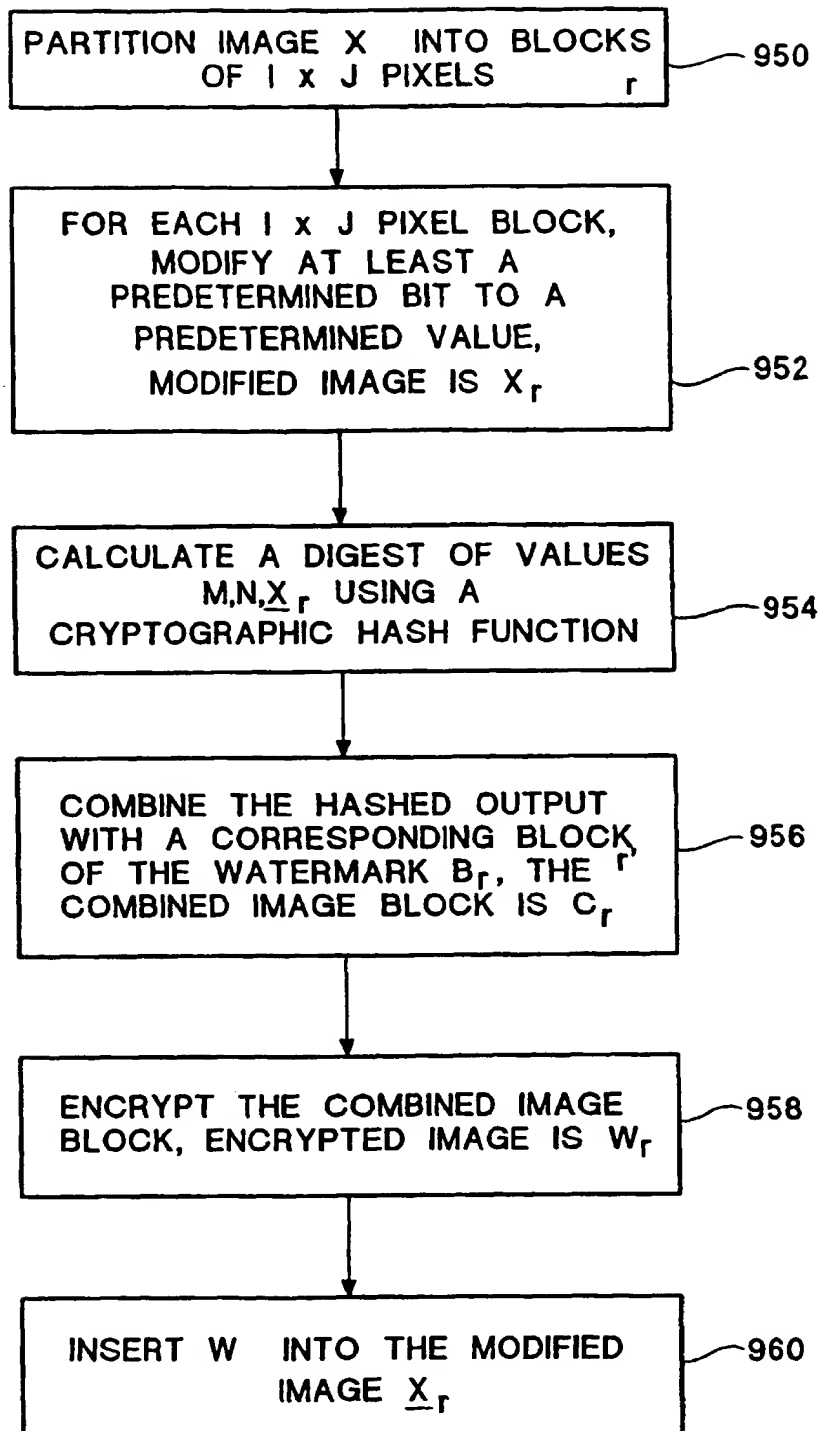 PARTITION IMAGE X INTO BLOCKS
OF I x J PIXELS r
950
FOR EACH I x J PIXEL BLOCK,
MODIFY AT LEAST A
PREDETERMINED BIT TO A
PREDETERMINED VALUE,
MODIFIED IMAGE IS Xr
952
CALCULATE A DIGEST OF VALUES
M,N,Xr USING A
CRYPTOGRAPHIC HASH FUNCTION
954
COMBINE THE HASHED OUTPUT
WITH A CORRESPONDING BLOCK
OF THE WATERMARK Br, THE r,
COMBINED IMAGE BLOCK IS Cr
956
ENCRYPT THE COMBINED IMAGE
BLOCK, ENCRYPTED IMAGE IS Wr
958
INSERT W INTO THE MODIFIED
IMAGE Xr
960